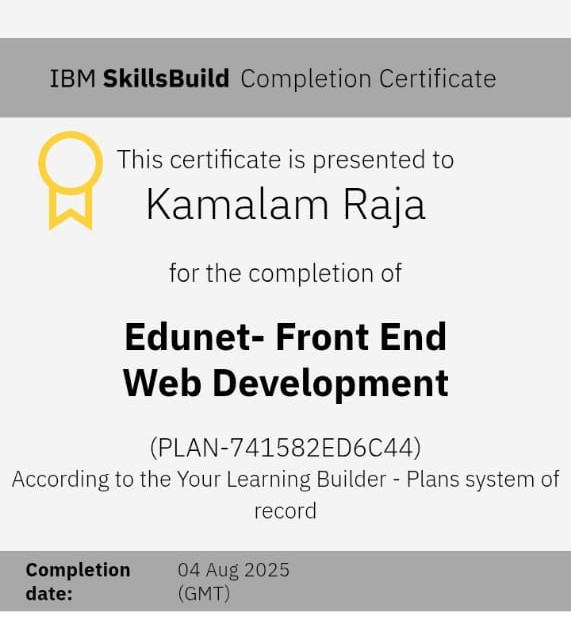 IBM SkillsBuild Completion Certificate
This certificate is presented to
Kamalam Raja
for the completion of
Edunet- Front End
Web Development
(PLAN-741582ED6C44)
According to the Your Learning Builder - Plans system of
record
Completion 04 Aug 2025
date: (GMT)